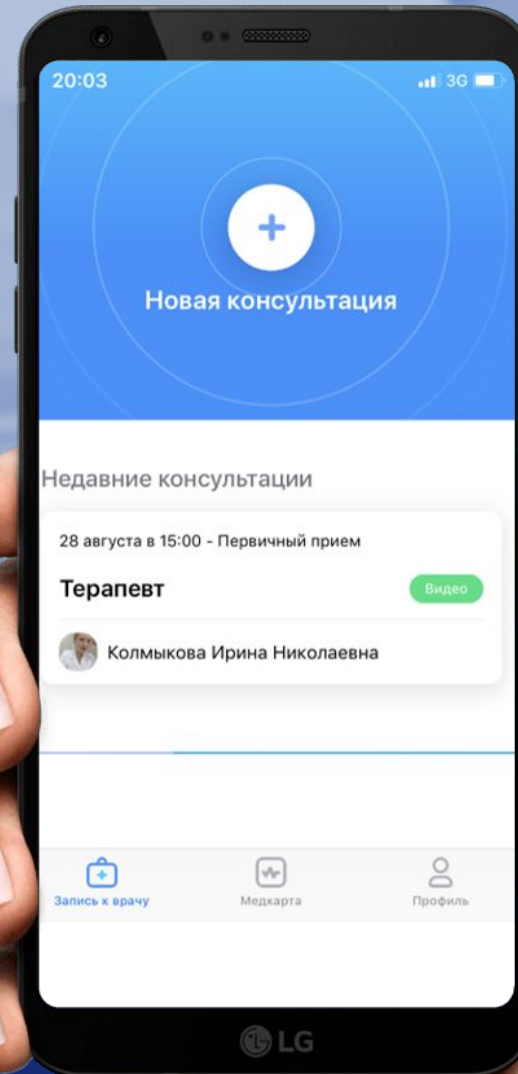 20:03
3G
Новая консультация
Недавние консультации
28 августа в 15:00 - Первичный прием
Терапевт
Видео
Колмыкова Ирина Николаевна
Запись к врачу
Медкарта
Профиль
LG